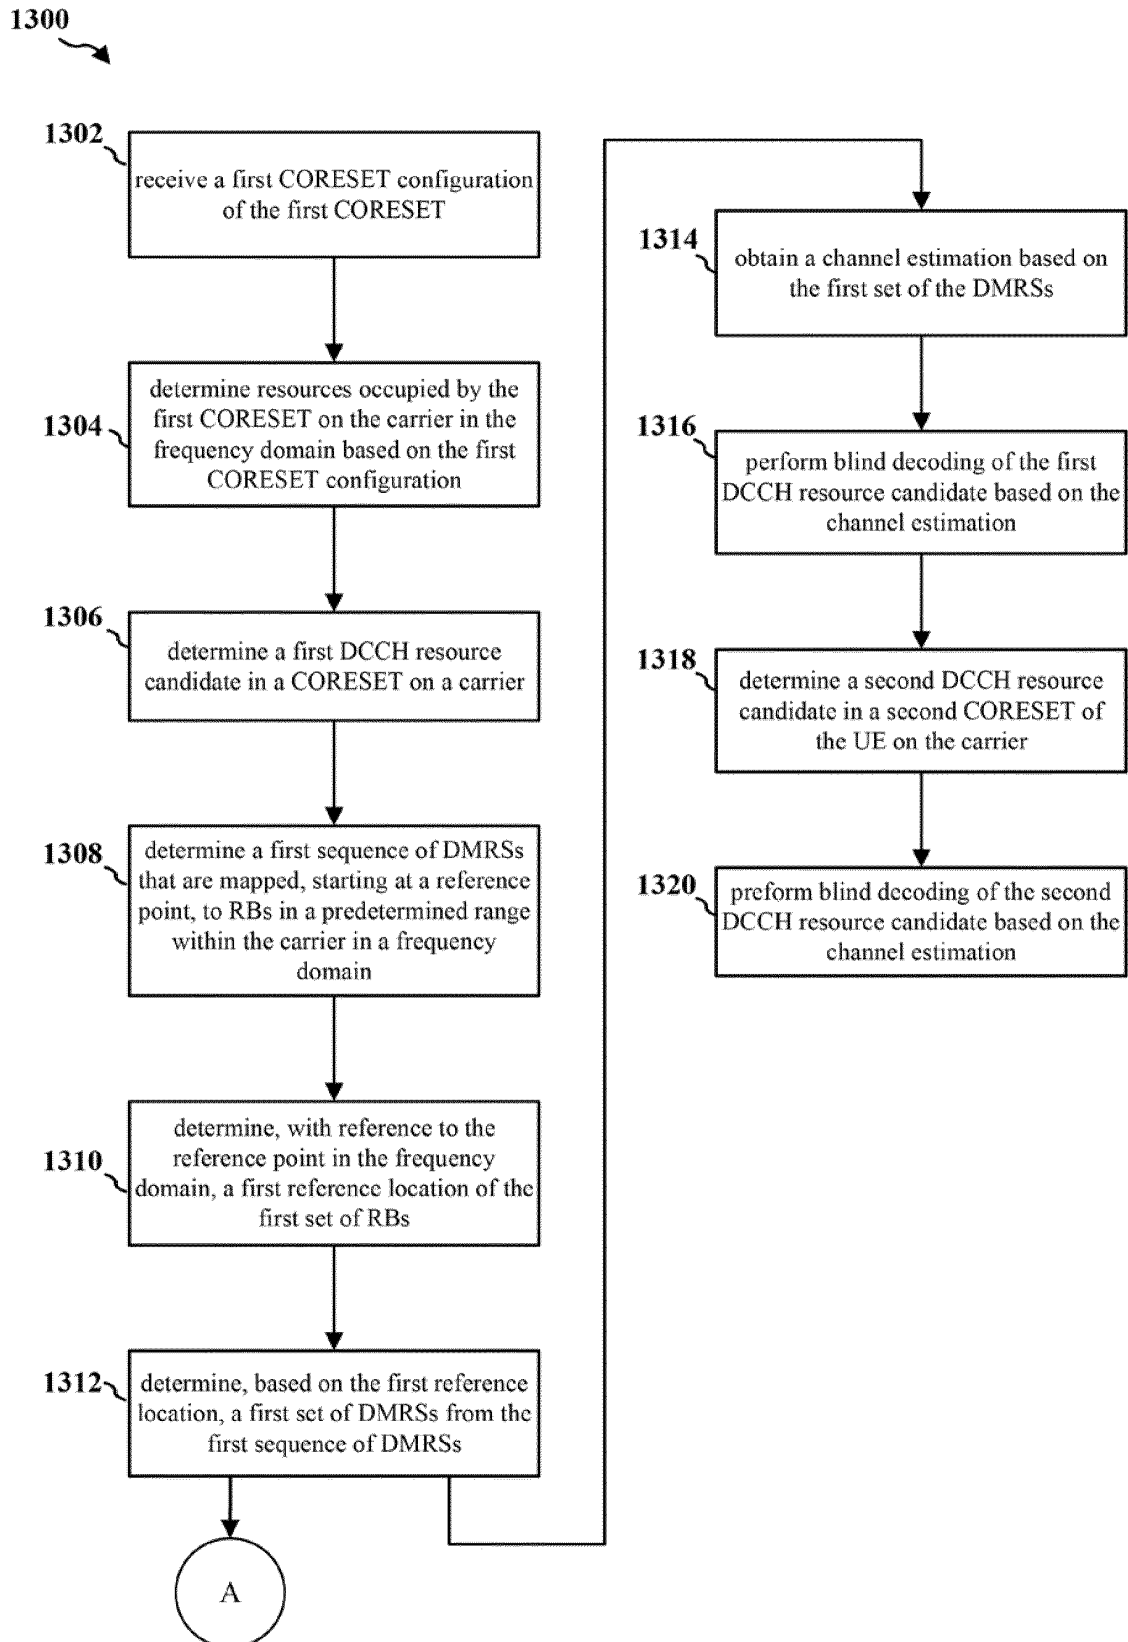 1300
1302
receive a first CORESET configuration
of the first CORESET
1304
determine resources occupied by the
first CORESET on the carrier in the
frequency domain based on the first
CORESET configuration
1306
determine a first DCCH resource
candidate in a CORESET on a carrier
1308
determine a first sequence of DMRSs
that are mapped, starting at a reference
point, to RBs in a predetermined range
within the carrier in a frequency
domain
1310
determine, with reference to the
reference point in the frequency
domain, a first reference location of the
first set of RBs
1312
determine, based on the first reference
location, a first set of DMRSs from the
first sequence of DMRSs
A
1314
obtain a channel estimation based on
the first set of the DMRSs
1316
perform blind decoding of the first
DCCH resource candidate based on the
channel estimation
1318
determine a second DCCH resource
candidate in a second CORESET of
the UE on the carrier
1320
preform blind decoding of the second
DCCH resource candidate based on the
channel estimation